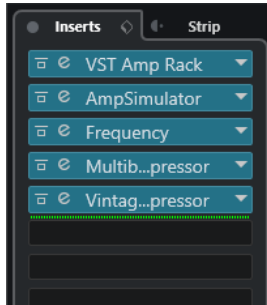 Inserts Strip
VST Amp Rack
AmpSimulator
Frequency
Multib...pressor
Vintag...pressor